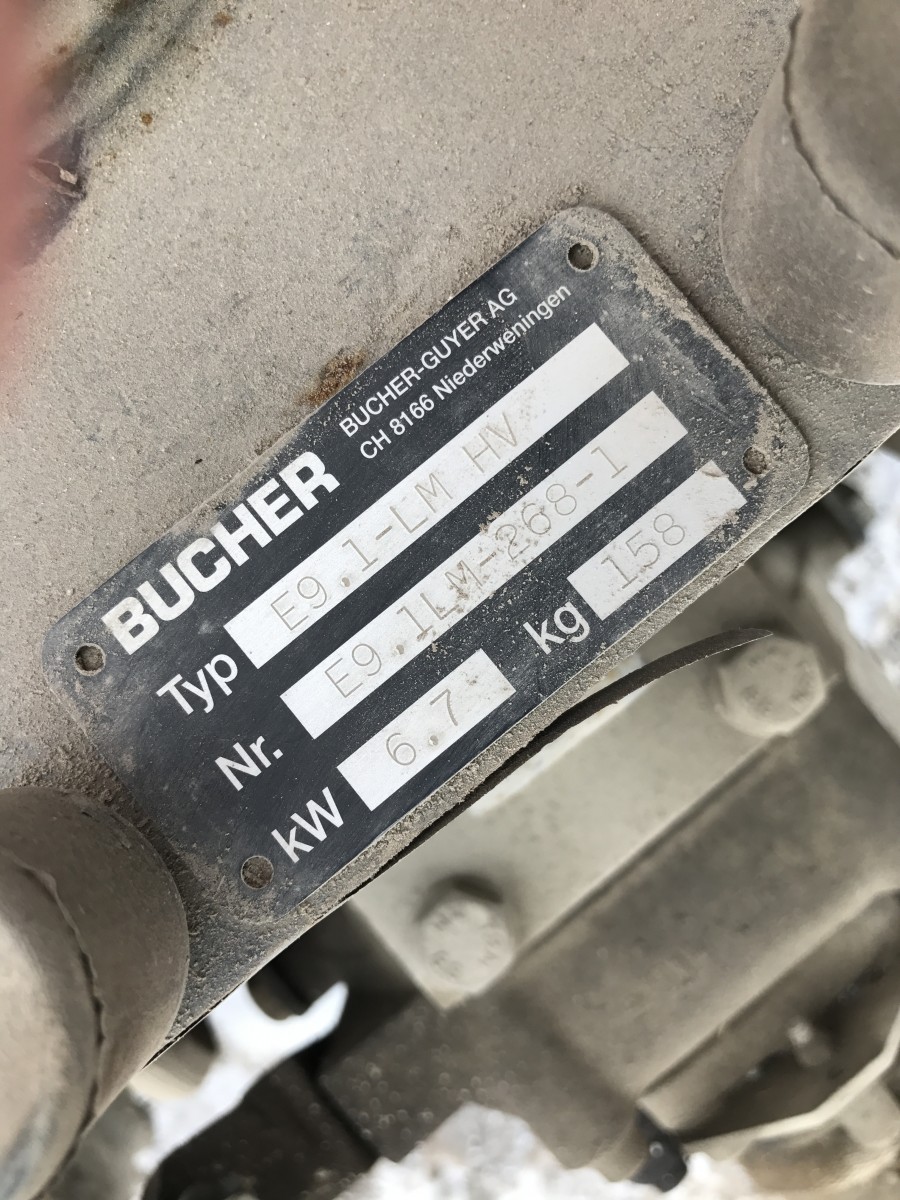 BUCHER
BUCHER-GUYER AG
CH 8166 Niederweningen
Typ E9.1-LM HV
Nr. E9.1LM-268-1
kW 6.7 kg 158